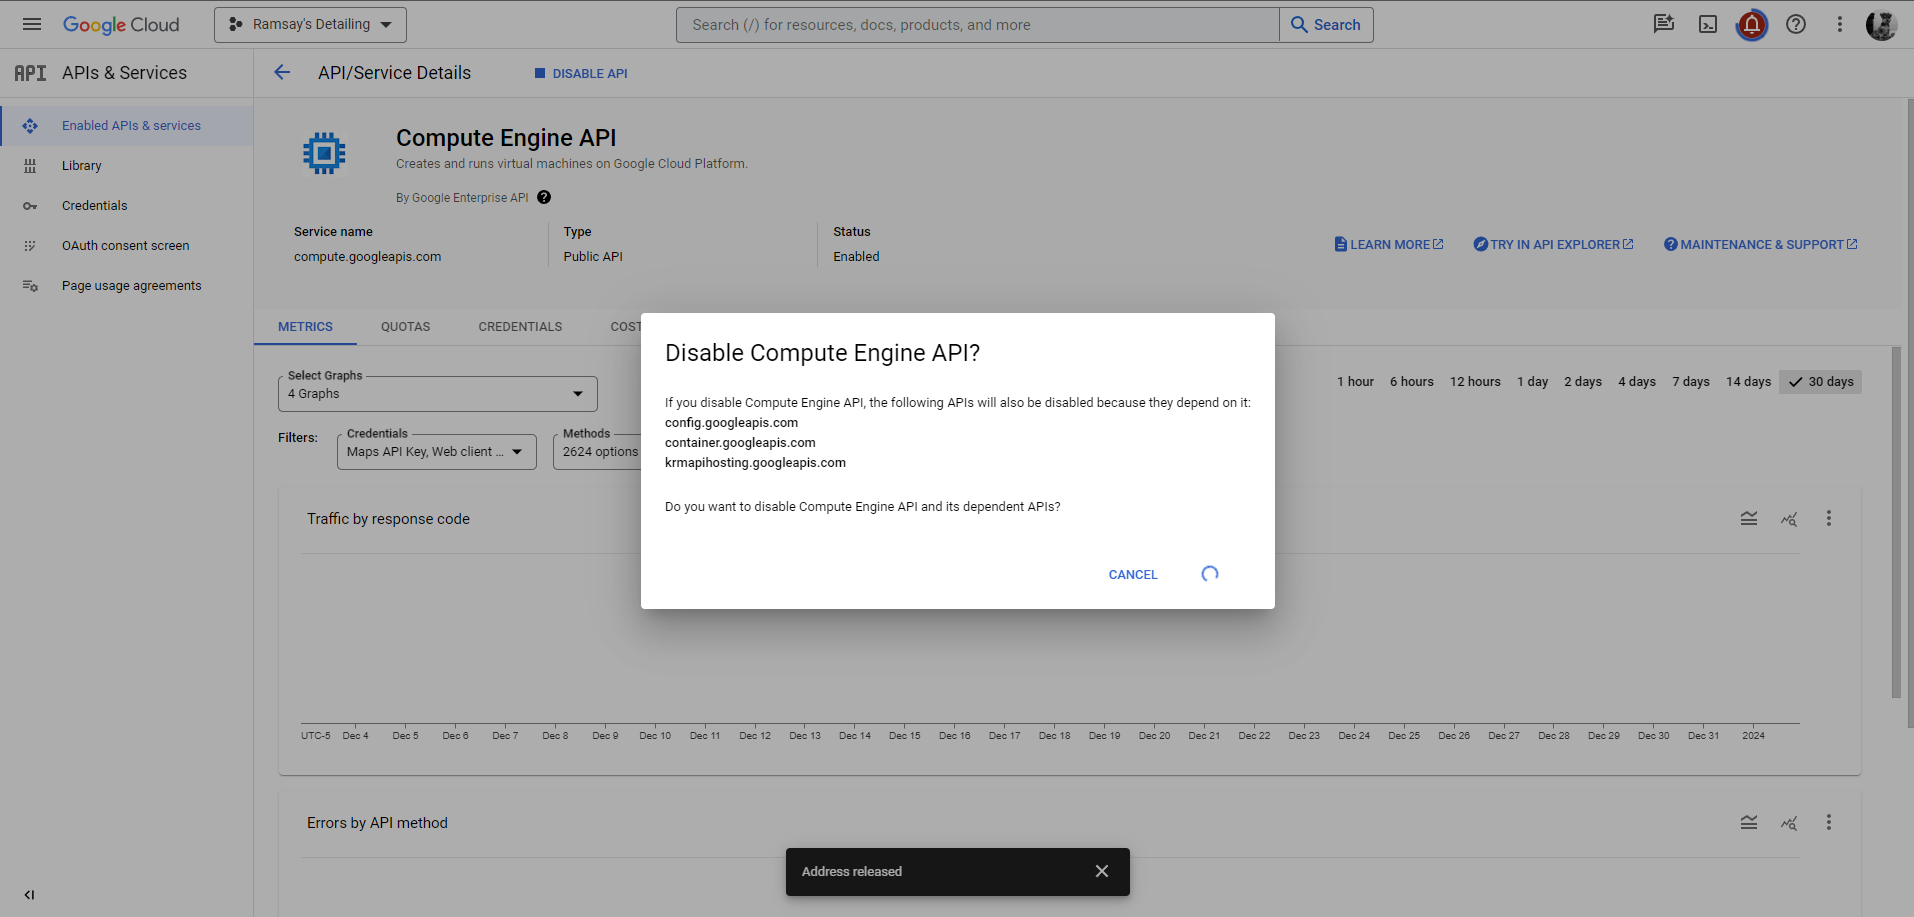 Google Cloud
Ramsay's Detailing
Search (/) for resources, docs, products, and more
Search
API
APIs & Services
API/Service Details
DISABLE API
Enabled APIs & services
Library
Credentials
OAuth consent screen
Page usage agreements
Compute Engine API
Creates and runs virtual machines on Google Cloud Platform.
By Google Enterprise API
Service name
compute.googleapis.com
Type
Public API
Status
Enabled
LEARN MORE
TRY IN API EXPLORER
MAINTENANCE & SUPPORT
METRICS
QUOTAS
CREDENTIALS
COST
Select Graphs
4 Graphs
1 hour
6 hours
12 hours
1 day
2 days
4 days
7 days
14 days
30 days
Filters:
Credentials
Maps API Key, Web client ...
Methods
2624 options
Disable Compute Engine API?
If you disable Compute Engine API, the following APIs will also be disabled because they depend on it:
config.googleapis.com
container.googleapis.com
krmapihosting.googleapis.com
Do you want to disable Compute Engine API and its dependent APIs?
CANCEL
Traffic by response code
UTC-5 Dec 4 Dec 5 Dec 6 Dec 7 Dec 8 Dec 9 Dec 10 Dec 11 Dec 12 Dec 13 Dec 14 Dec 15 Dec 16 Dec 17 Dec 18 Dec 19 Dec 20 Dec 21 Dec 22 Dec 23 Dec 24 Dec 25 Dec 26 Dec 27 Dec 28 Dec 29 Dec 30 Dec 31 2024
Errors by API method
Address released